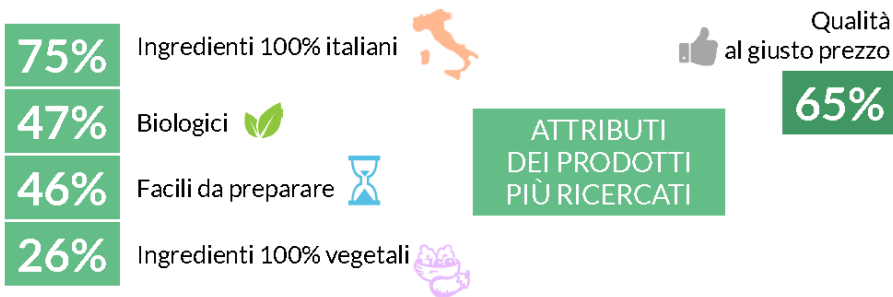 75% Ingredienti 100% italiani
47% Biologici
46% Facili da preparare
26% Ingredienti 100% vegetali
ATTRIBUTI
DEI PRODOTTI
PIÙ RICERCATI
Qualità
al giusto prezzo
65%